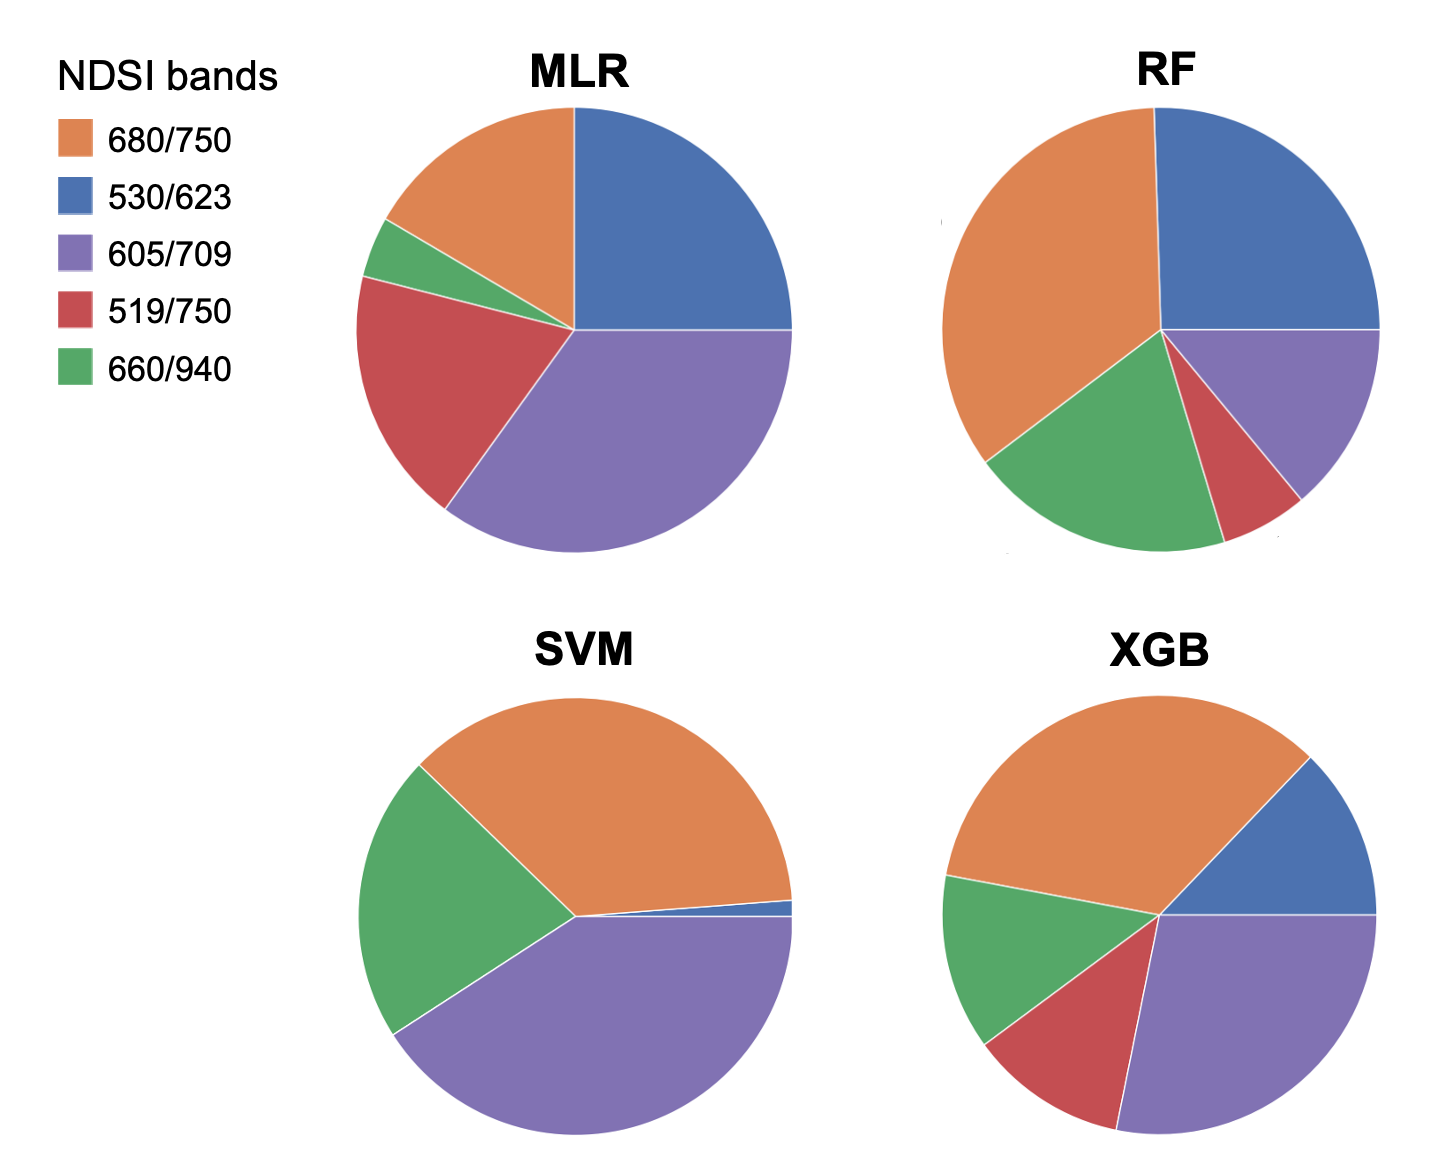 NDSI bands
680/750
530/623
605/709
519/750
660/940
MLR
RF
SVM
XGB